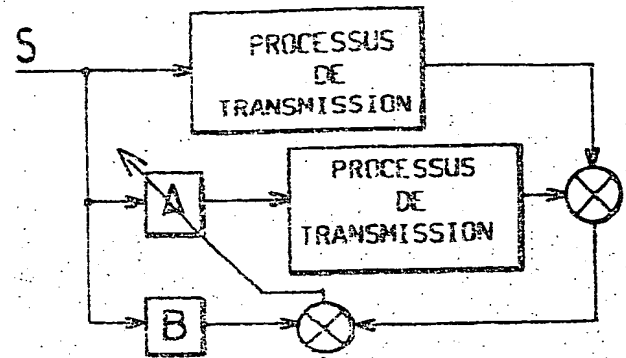 S
PROCESSUS
DE
TRANSMISSION
PROCESSUS
DE
TRANSMISSION
A
B